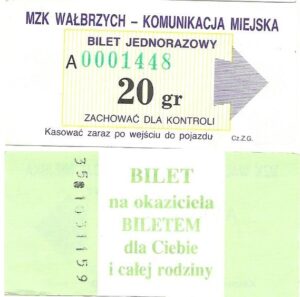 MZK WAŁBRZYCH – KOMUNIKACJA MIEJSKA
BILET JEDNORAZOWY
A 0001448
20 gr
ZACHOWAĆ DLA KONTROLI
Kasować zaraz po wejściu do pojazdu
Cz.Z.G.
BILET
na okaziciela
BILETEM
dla Ciebie
i całej rodziny